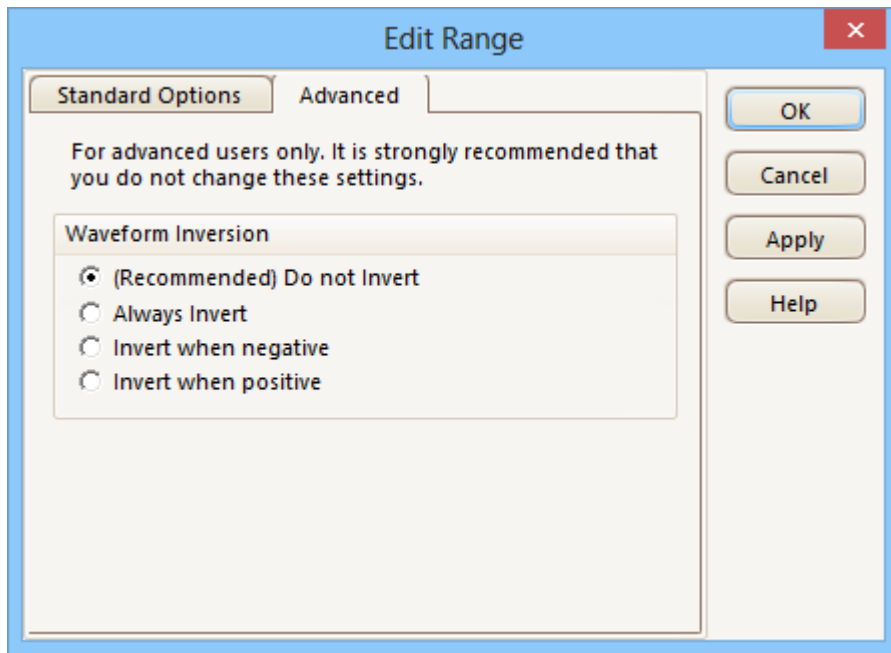 Edit Range
Standard Options
Advanced
For advanced users only. It is strongly recommended that
you do not change these settings.
Waveform Inversion
(Recommended) Do not Invert
Always Invert
Invert when negative
Invert when positive
OK
Cancel
Apply
Help